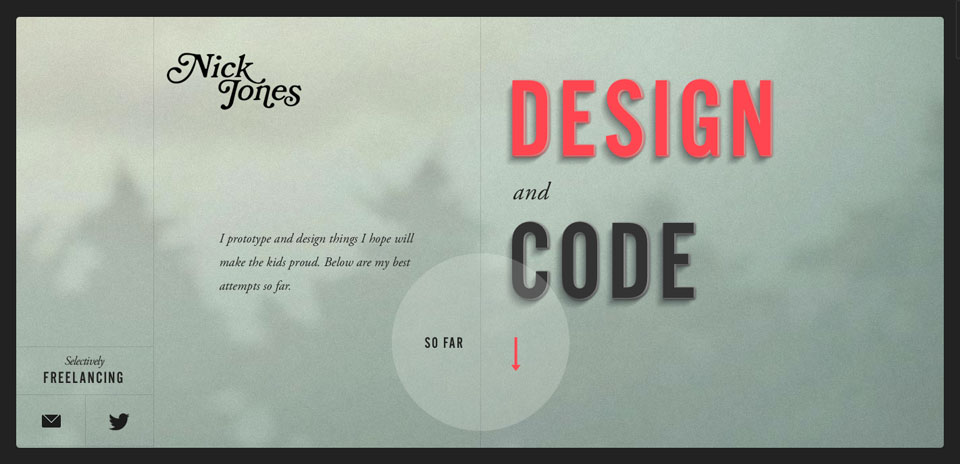 Nick
Jones
DESIGN
and
CODE
I prototype and design things I hope will
make the kids proud. Below are my best
attempts so far.
SO FAR
Selectively
FREELANCING